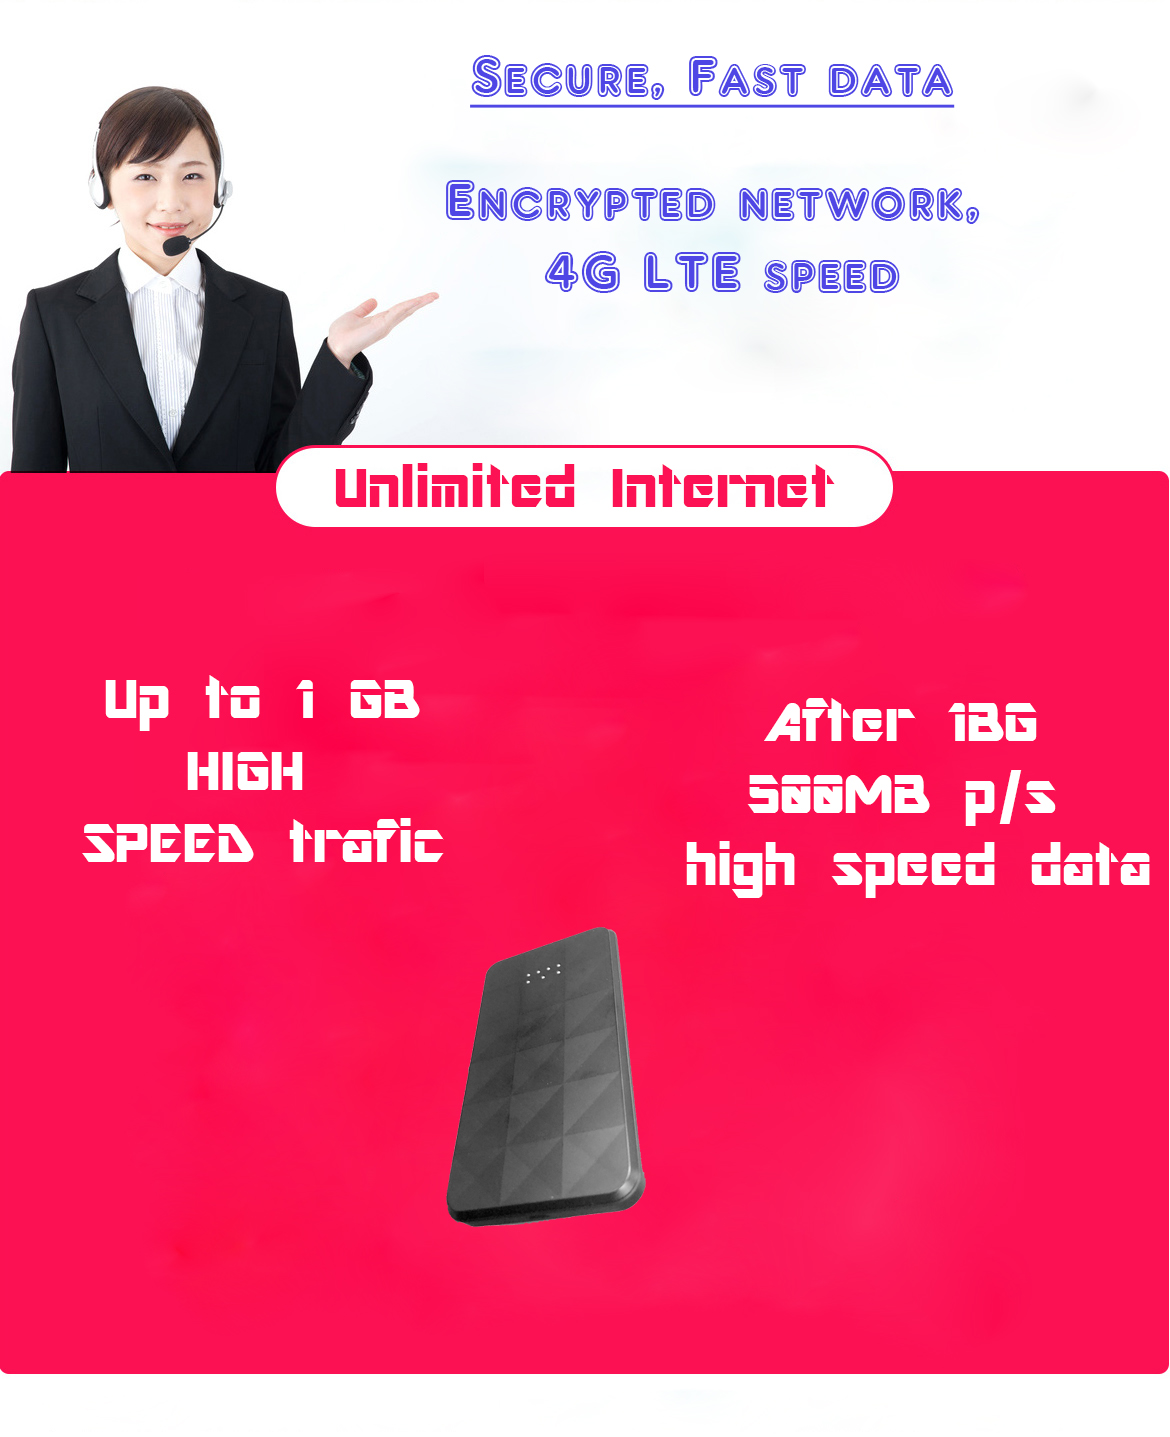 Secure, Fast data
Encrypted network,
4G LTE speed
Unlimited Internet
Up to 1 GB
HIGH
SPEED trafic
After 1BG
500MB p/s
high speed data